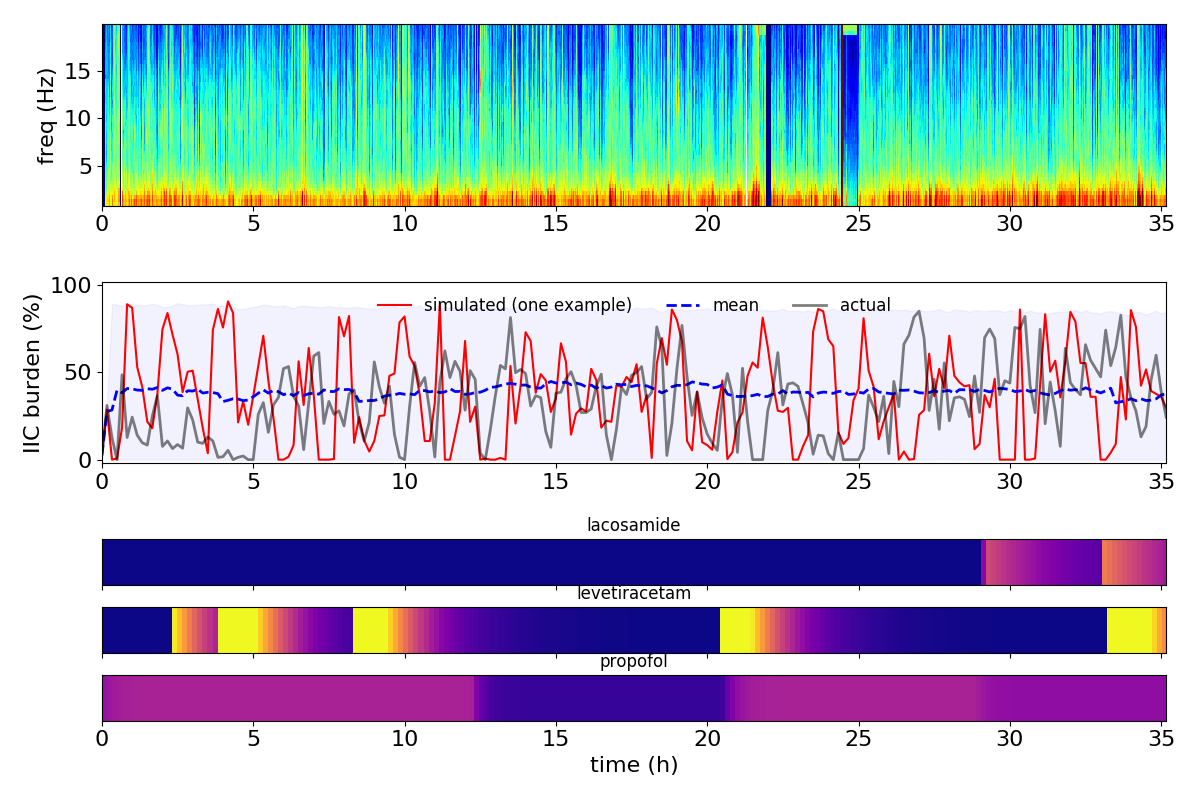 freq (Hz)
15
10
5
0 5 10 15 20 25 30 35
IIC burden (%)
100
50
0
simulated (one example) mean actual
0 5 10 15 20 25 30 35
lacosamide
levetiracetam
propofol
0 5 10 15 20 25 30 35
time (h)